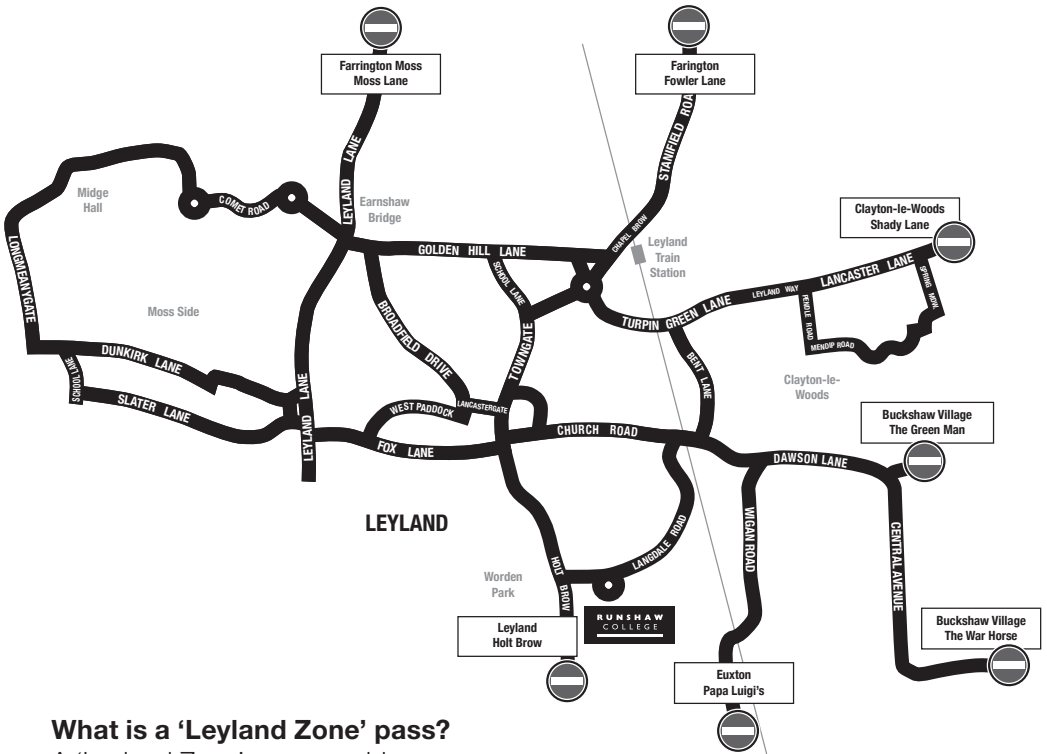 Farrington Moss
Moss Lane
Farington
Fowler Lane
LEYLAND LANE
STANIFIELD ROA
Midge
Hall
COMET ROAD
Earnshaw
Bridge
CHAPEL BROW
Clayton-le-Woods
Shady Lane
LONGMEANYGATE
GOLDEN HILL LANE
Leyland
Train
Station
SCHOOL LANE
LEYLAND WAY
LANCASTER LANE
SPRING MDW.
Moss Side
BROADFIELD DRIVE
TURPIN GREEN LANE
PENDLE ROAD
MENDIP ROAD
DUNKIRK LANE
TOWNGATE
SCHOOL LANE
BENT LANE
Clayton-le-
Woods
SLATER LANE
LEYLAND LANE
WEST PADDOCK
LANCASTERGATE
FOX LANE
CHURCH ROAD
Buckshaw Village
The Green Man
DAWSON LANE
LEYLAND
WIGAN ROAD
CENTRAL AVENUE
LANGDALE ROAD
HOLT BROW
Worden
Park
RUNSHAW
COLLEGE
Leyland
Holt Brow
Buckshaw Village
The War Horse
Euxton
Papa Luigi's
What is a ‘Leyland Zone’ pass?